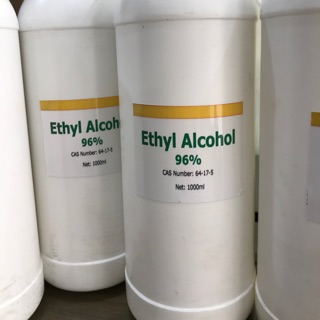 Ethyl Alcohol
96%
CAS Number: 64-17-5
Net: 1000ml
Ethyl Alcohol
96%
CAS Number: 64-17-5
Net: 1000ml